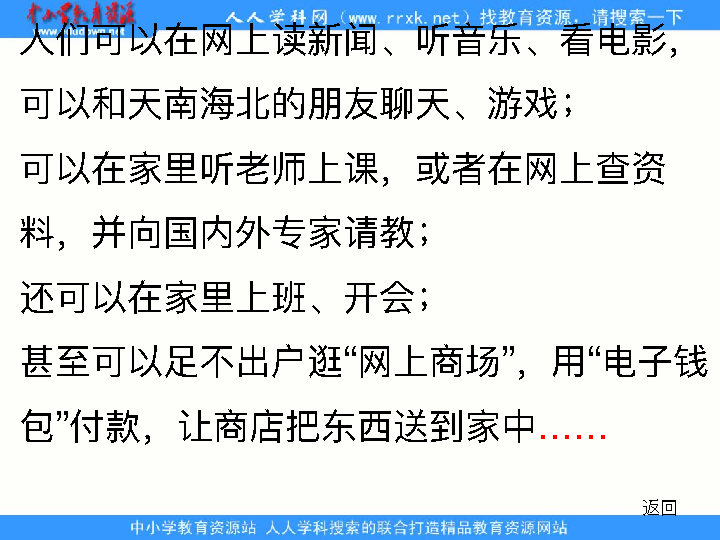 中小学教育资源
www.yiudown.net
人人学科网（www.rrxk.net）找教育资源，请搜索一下
人们可以在网上读新闻、听音乐、看电影，
可以和天南海北的朋友聊天、游戏；
可以在家里听老师上课，或者在网上查资
料，并向国内外专家请教；
还可以在家里上班、开会；
甚至可以足不出户逛“网上商场”，用“电子钱
包”付款，让商店把东西送到家中……
返回
中小学教育资源站 人人学科搜索的联合打造精品教育资源网站